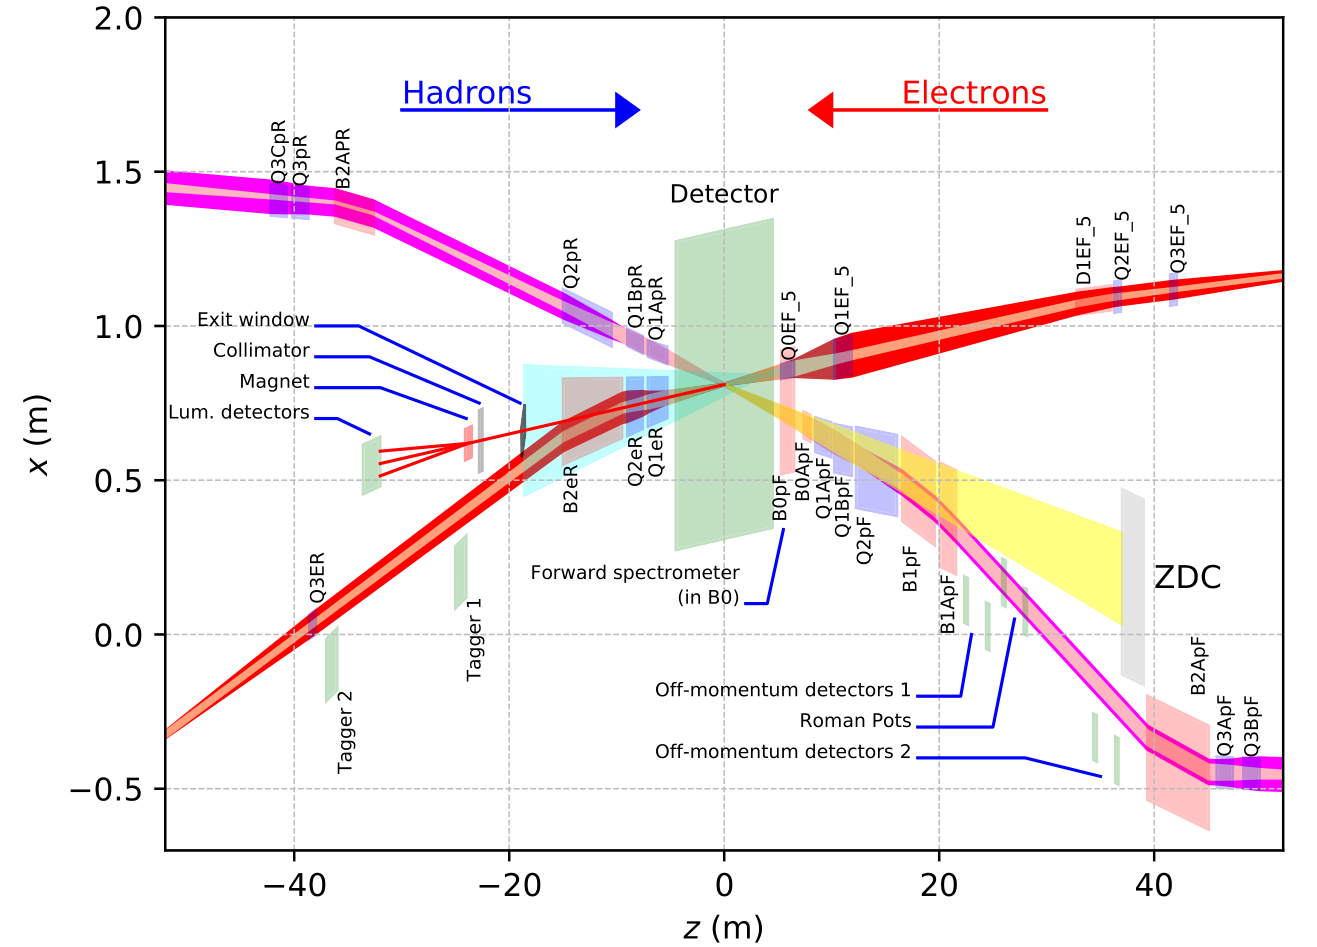 2.0
1.5
1.0
0.5
0.0
−0.5
x (m)
Hadrons
Electrons
Detector
Q3CpR
Q3pR
B2APR
Q2pR
Q1BpR
Q1ApR
Q0EF_5
Q1EF_5
D1EF_5
Q2EF_5
Q3EF_5
Exit window
Collimator
Magnet
Lum. detectors
B2eR
Q2eR
Q1eR
B0pF
B0ApF
Q1ApF
Q1BpF
Q2pF
B1pF
B1ApF
Forward spectrometer
(in B0)
ZDC
Q3ER
Tagger 1
Tagger 2
Off-momentum detectors 1
Roman Pots
Off-momentum detectors 2
B2ApF
Q3ApF
Q3BpF
−40
−20
0
20
40
z (m)